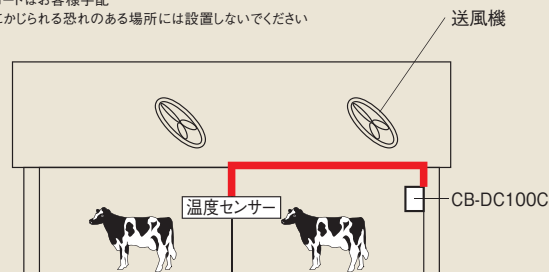 コードはお客様手配
にかじられる恐れのある場所には設置しないでください
送風機
温度センサー
CB-DC100C